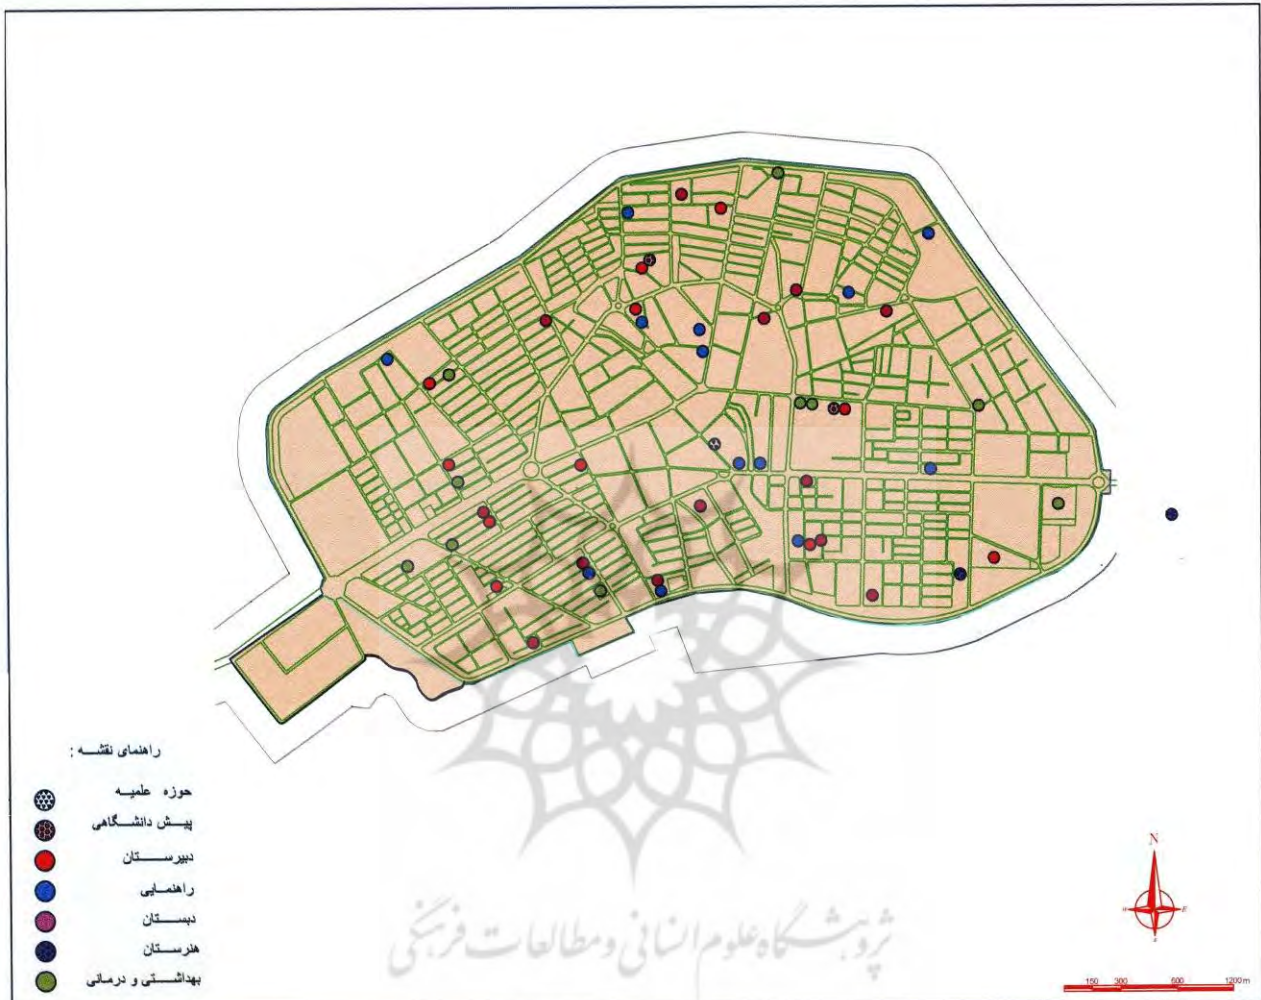 راهنمای نقشه :
حوزه علمیه
پیش دانشگاهی
دبیرستان
راهنمایی
دبستان
هنرستان
بهداشتی و درمانی
پژوهشگاه علوم انسانی و مطالعات فرهنگی
N
W E
S
150 300 600 1200m